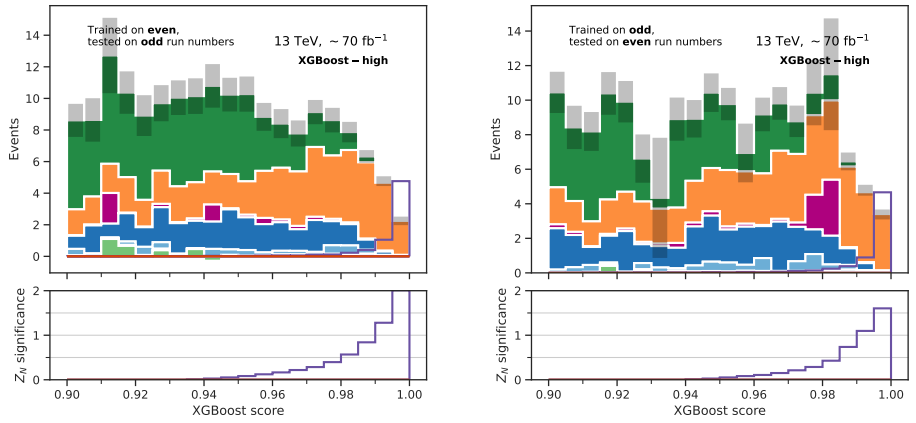 Trained on even,
tested on odd run numbers
13 TeV, ~ 70 fb⁻¹
XGBoost − high
Events
14
12
10
8
6
4
2
0
Z_N significance
2
1
0
0.90 0.92 0.94 0.96 0.98 1.00
XGBoost score
Trained on odd,
tested on even run numbers
13 TeV, ~ 70 fb⁻¹
XGBoost − high
Events
14
12
10
8
6
4
2
0
Z_N significance
2
1
0
0.90 0.92 0.94 0.96 0.98 1.00
XGBoost score